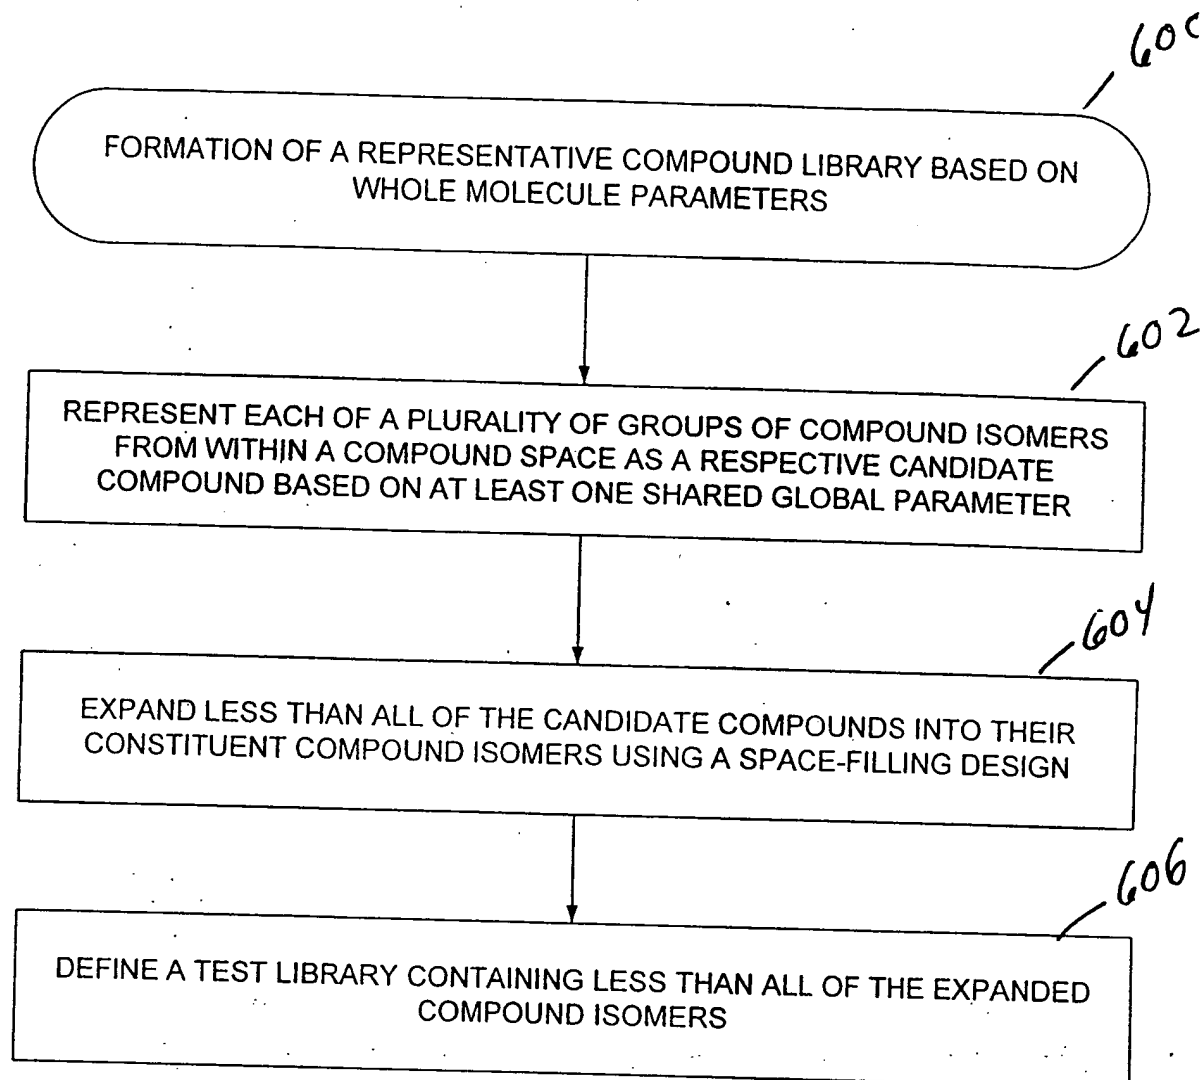 600
FORMATION OF A REPRESENTATIVE COMPOUND LIBRARY BASED ON
WHOLE MOLECULE PARAMETERS
602
REPRESENT EACH OF A PLURALITY OF GROUPS OF COMPOUND ISOMERS
FROM WITHIN A COMPOUND SPACE AS A RESPECTIVE CANDIDATE
COMPOUND BASED ON AT LEAST ONE SHARED GLOBAL PARAMETER
604
EXPAND LESS THAN ALL OF THE CANDIDATE COMPOUNDS INTO THEIR
CONSTITUENT COMPOUND ISOMERS USING A SPACE-FILLING DESIGN
606
DEFINE A TEST LIBRARY CONTAINING LESS THAN ALL OF THE EXPANDED
COMPOUND ISOMERS